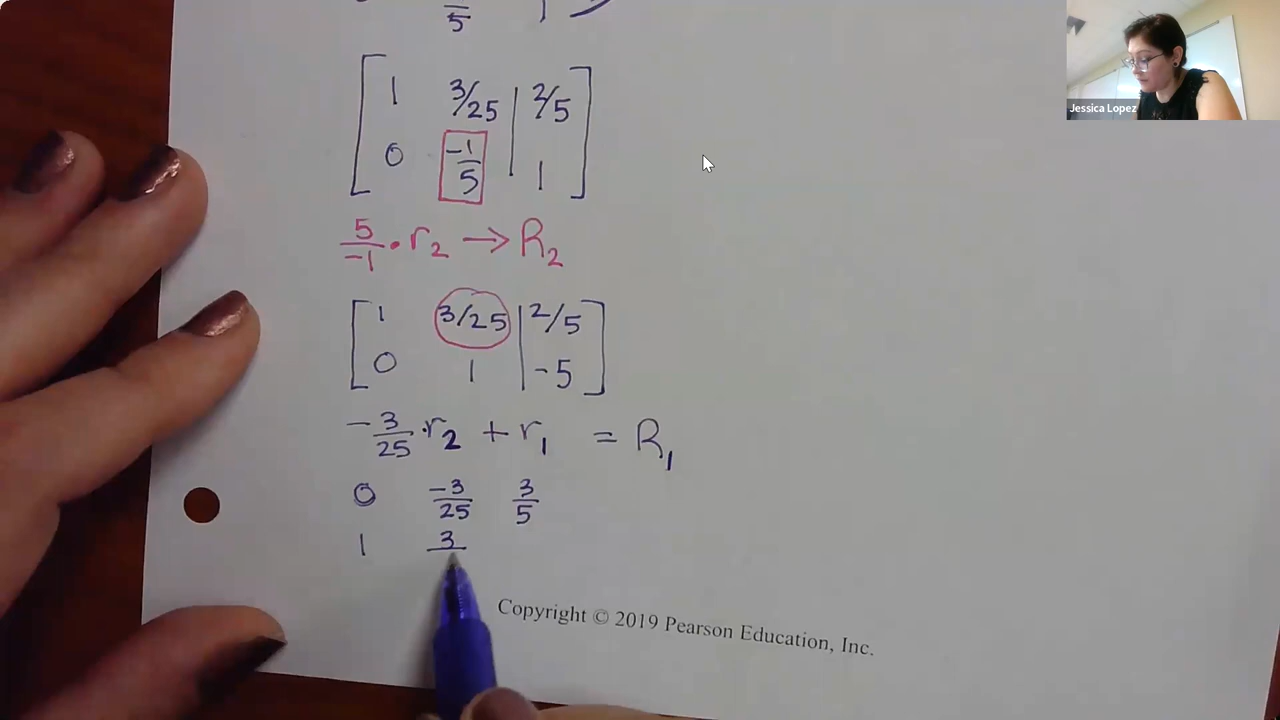 5 1
1 3/25 2/5
0 -1/5 1
5/-1 · r2 → R2
1 3/25 2/5
0 1 -5
-3/25 · r2 + r1 = R1
0 -3/25 3/5
1 3
Copyright © 2019 Pearson Education, Inc.
Jessica Lopez